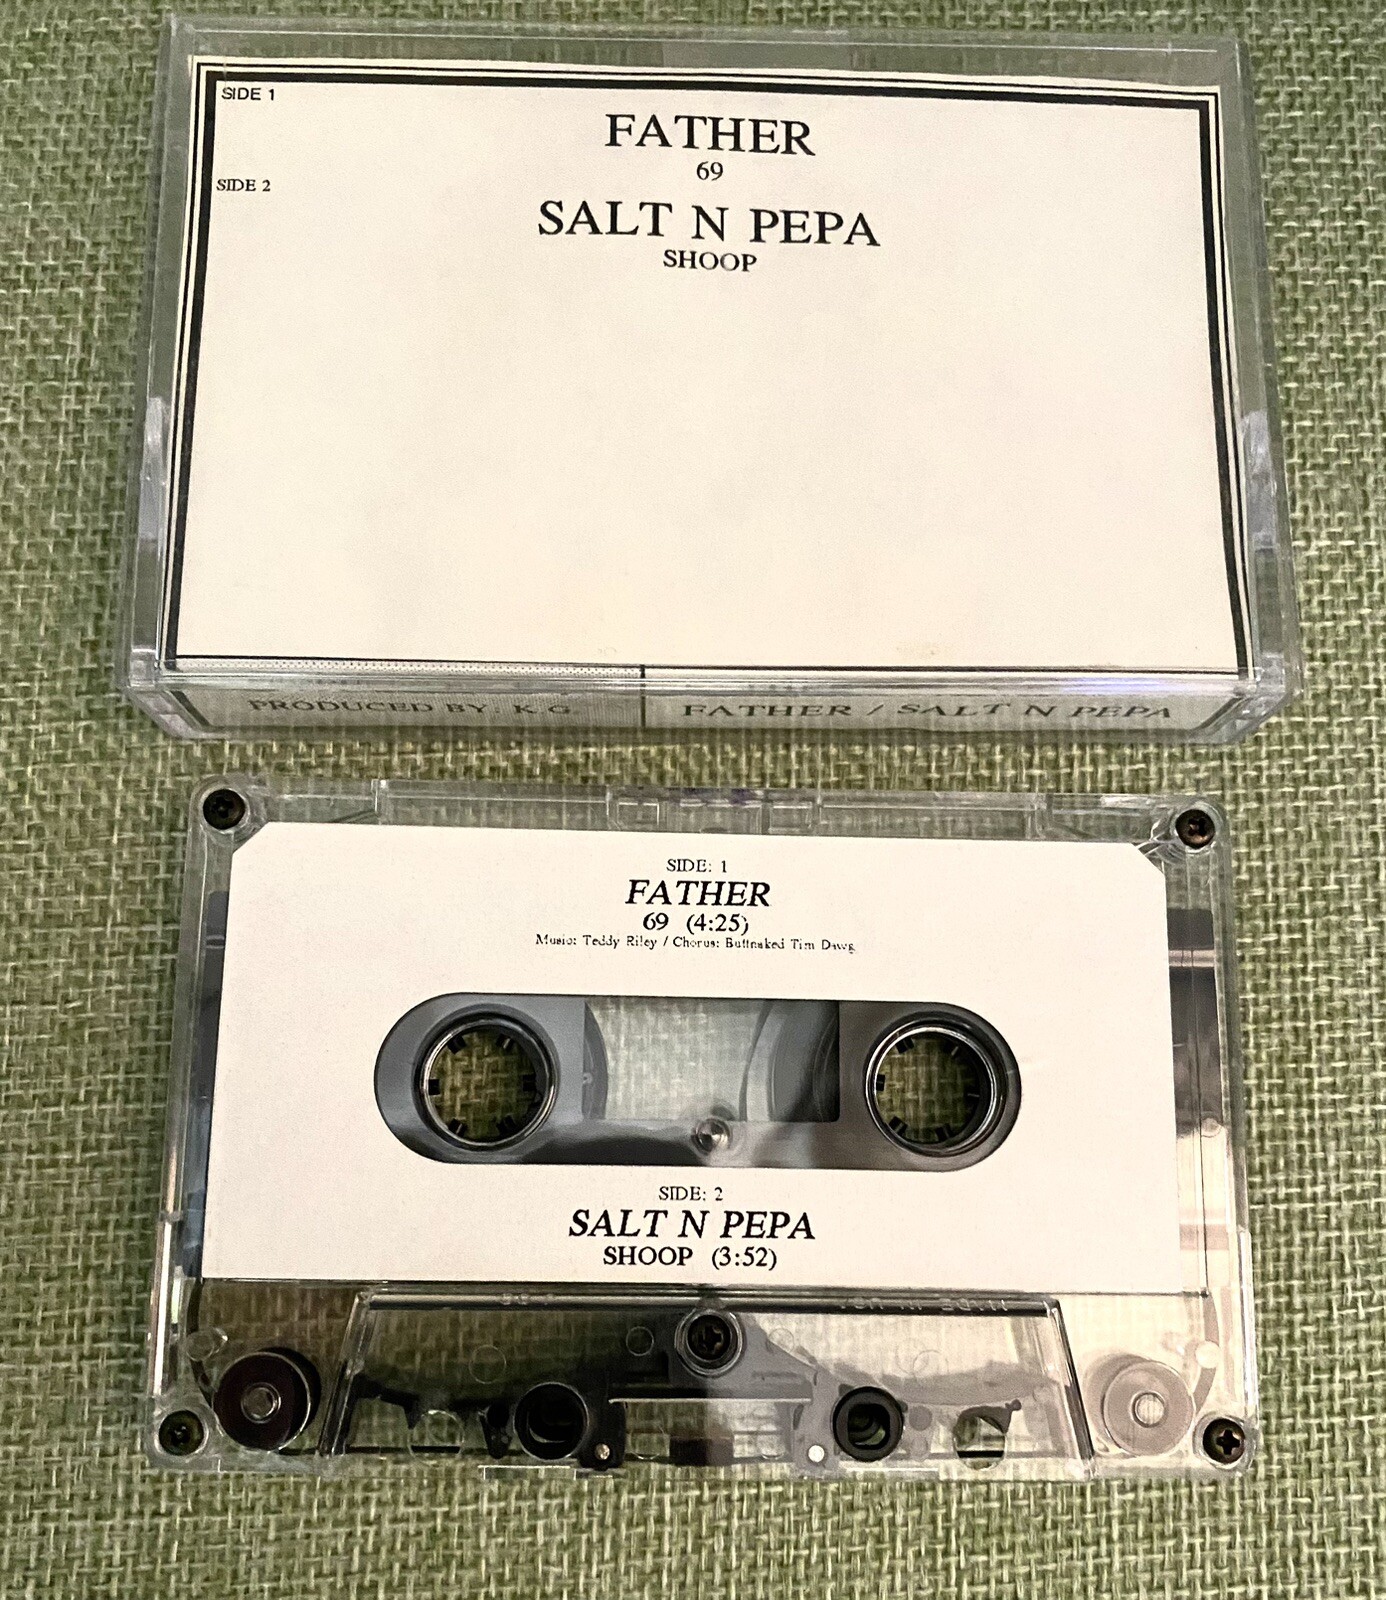 SIDE 1
FATHER
69
SIDE 2
SALT N PEPA
SHOOP
PRODUCED BY: K.G.
FATHER / SALT N PEPA
SIDE: 1
FATHER
69 (4:25)
Music: Teddy Riley / Chorus: Buttnaked Tim Dawg
SIDE: 2
SALT N PEPA
SHOOP (3:52)